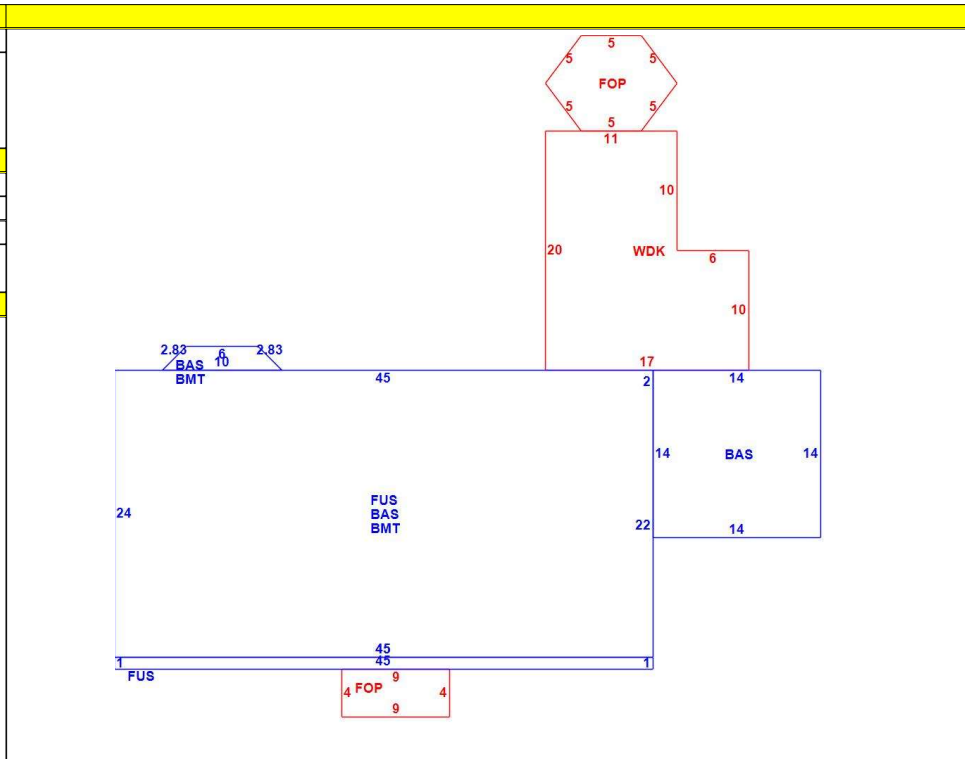 5
5 5
FOP
5 5
5
11
10
20 WDK
6
10
2.83 6 2.83
10
BAS
BMT
17
45 2 14
14 BAS 14
24 FUS
BAS
BMT
22 14
45
1 45 1
FUS
9
4 FOP 4
9